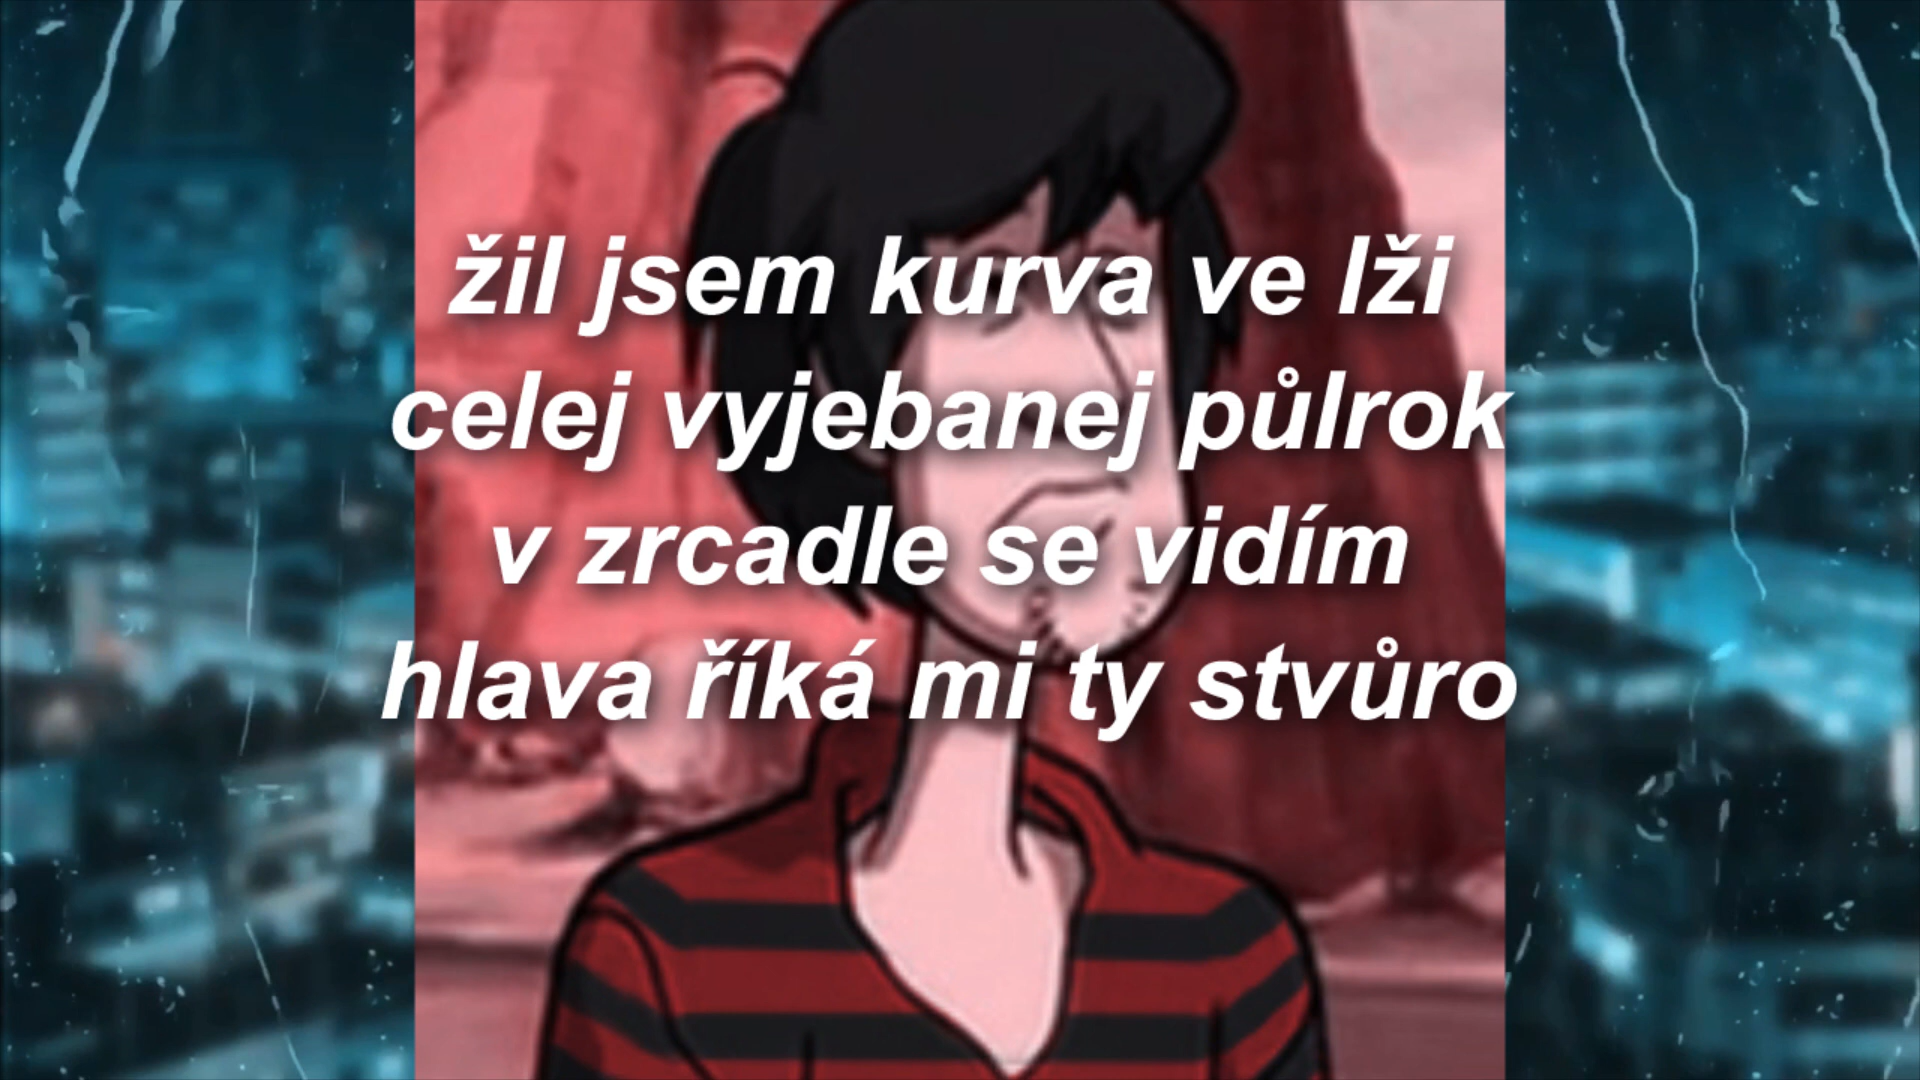 žil jsem kurva ve lži
celej vyjebanej půlrok
v zrcadle se vidím
hlava říká mi ty stvůro